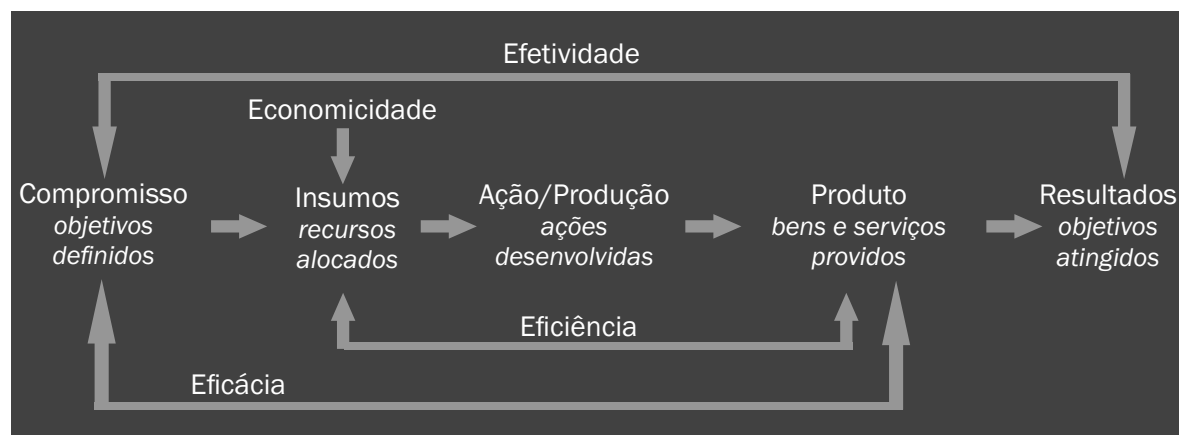 Efetividade
Economicidade
Compromisso
objetivos
definidos
Insumos
recursos
alocados
Ação/Produção
ações
desenvolvidas
Produto
bens e serviços
providos
Resultados
objetivos
atingidos
Eficiência
Eficácia